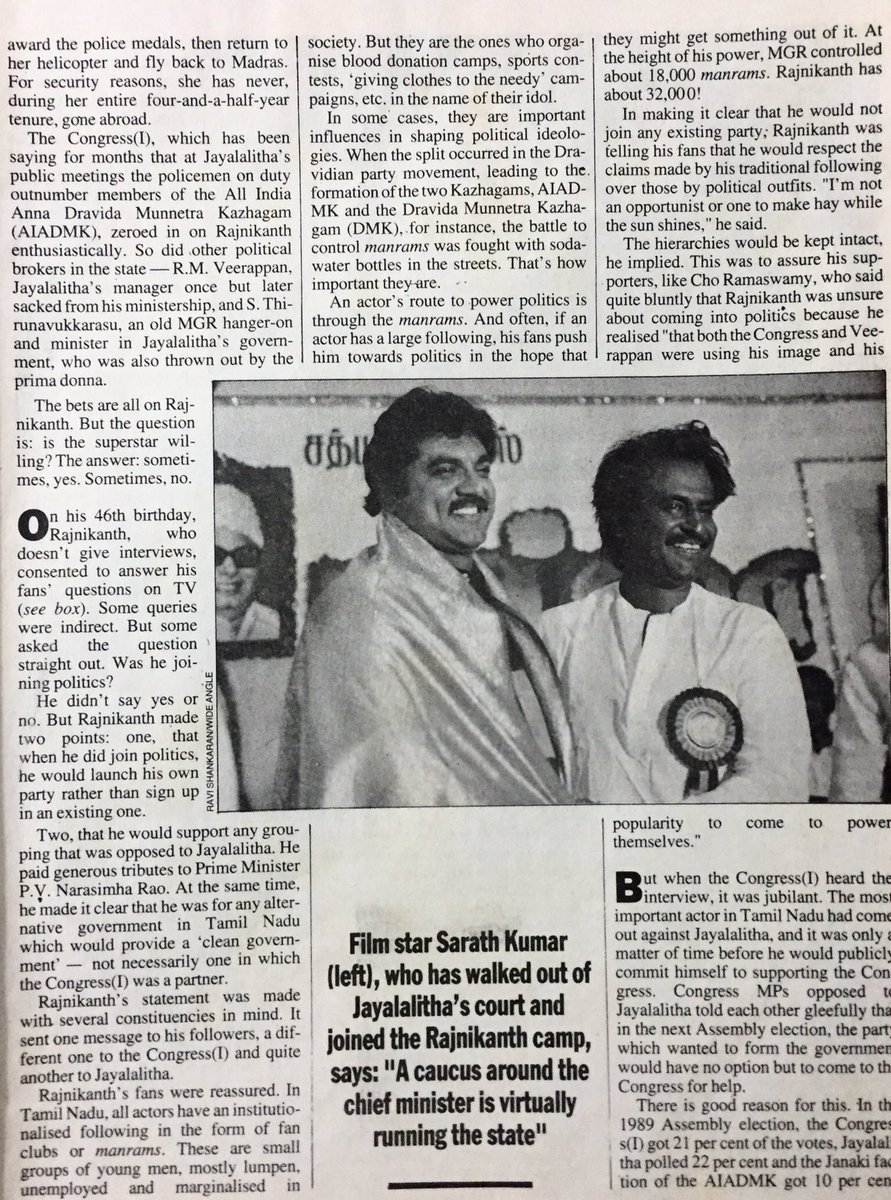 award the police medals, then return to
her helicopter and fly back to Madras.
For security reasons, she has never,
during her entire four-and-a-half-year
tenure, gone abroad.
The Congress(I), which has been
saying for months that at Jayalalitha's
public meetings the policemen on duty
outnumber members of the All India
Anna Dravida Munnetra Kazhagam
(AIADMK), zeroed in on Rajnikanth
enthusiastically. So did other political
brokers in the state — R.M. Veerappan,
Jayalalitha's manager once but later
sacked from his ministership, and S. Thi-
runavukkarasu, an old MGR hanger-on
and minister in Jayalalitha's govern-
ment, who was also thrown out by the
prima donna.
The bets are all on Raj-
nikanth. But the question
is: is the superstar wil-
ling? The answer: someti-
mes, yes. Sometimes, no.
On his 46th birthday,
Rajnikanth, who
doesn't give interviews,
consented to answer his
fans' questions on TV
(see box). Some queries
were indirect. But some
asked the question
straight out. Was he joi-
ning politics?
He didn't say yes or
no. But Rajnikanth made
two points: one, that
when he did join politics,
he would launch his own
party rather than sign up
in an existing one.
Two, that he would support any grou-
ping that was opposed to Jayalalitha. He
paid generous tributes to Prime Minister
P.V. Narasimha Rao. At the same time,
he made it clear that he was for any alter-
native government in Tamil Nadu
which would provide a 'clean govern-
ment' — not necessarily one in which
the Congress(I) was a partner.
Rajnikanth's statement was made
with several constituencies in mind. It
sent one message to his followers, a dif-
ferent one to the Congress(I) and quite
another to Jayalalitha.
Rajnikanth's fans were reassured. In
Tamil Nadu, all actors have an institutio-
nalised following in the form of fan
clubs or manrams. These are small
groups of young men, mostly lumpen,
unemployed and marginalised in
society. But they are the ones who orga-
nise blood donation camps, sports con-
tests, 'giving clothes to the needy' cam-
paigns, etc. in the name of their idol.
In some cases, they are important
influences in shaping political ideolo-
gies. When the split occurred in the Dra-
vidian party movement, leading to the
formation of the two Kazhagams, AIAD-
MK and the Dravida Munnetra Kazha-
gam (DMK), for instance, the battle to
control manrams was fought with soda-
water bottles in the streets. That's how
important they are.
An actor's route to power politics is
through the manrams. And often, if an
actor has a large following, his fans push
him towards politics in the hope that
they might get something out of it. At
the height of his power, MGR controlled
about 18,000 manrams. Rajnikanth has
about 32,000!
In making it clear that he would not
join any existing party, Rajnikanth was
telling his fans that he would respect the
claims made by his traditional following
over those by political outfits. "I'm not
an opportunist or one to make hay while
the sun shines," he said.
The hierarchies would be kept intact,
he implied. This was to assure his sup-
porters, like Cho Ramaswamy, who said
quite bluntly that Rajnikanth was unsure
about coming into politics because he
realised "that both the Congress and Vee-
rappan were using his image and his
சத்ய
ஸ்
RAVI SHANKARAN/WIDE ANGLE
Film star Sarath Kumar
(left), who has walked out of
Jayalalitha's court and
joined the Rajnikanth camp,
says: "A caucus around the
chief minister is virtually
running the state"
popularity to come to power
themselves."
But when the Congress(I) heard the
interview, it was jubilant. The most
important actor in Tamil Nadu had come
out against Jayalalitha, and it was only a
matter of time before he would publicly
commit himself to supporting the Con
gress. Congress MPs opposed to
Jayalalitha told each other gleefully tha
in the next Assembly election, the party
which wanted to form the governmen
would have no option but to come to th
Congress for help.
There is good reason for this. In th
1989 Assembly election, the Congres
s(I) got 21 per cent of the votes, Jayalal
tha polled 22 per cent and the Janaki fac
tion of the AIADMK got 10 per cen